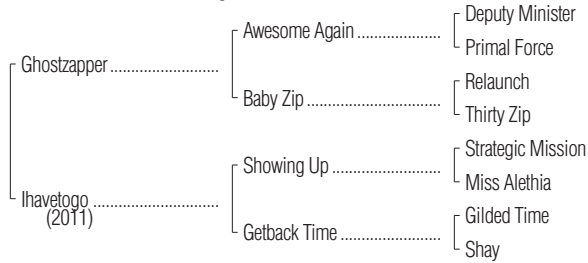 Deputy Minister
Awesome Again ....................
Primal Force
Ghostzapper ..........................
Relaunch
Baby Zip .................................
Thirty Zip
Strategic Mission
Showing Up ...........................
Miss Alethia
Ihavetogo ..............................
(2011)
Gilded Time
Getback Time ........................
Shay